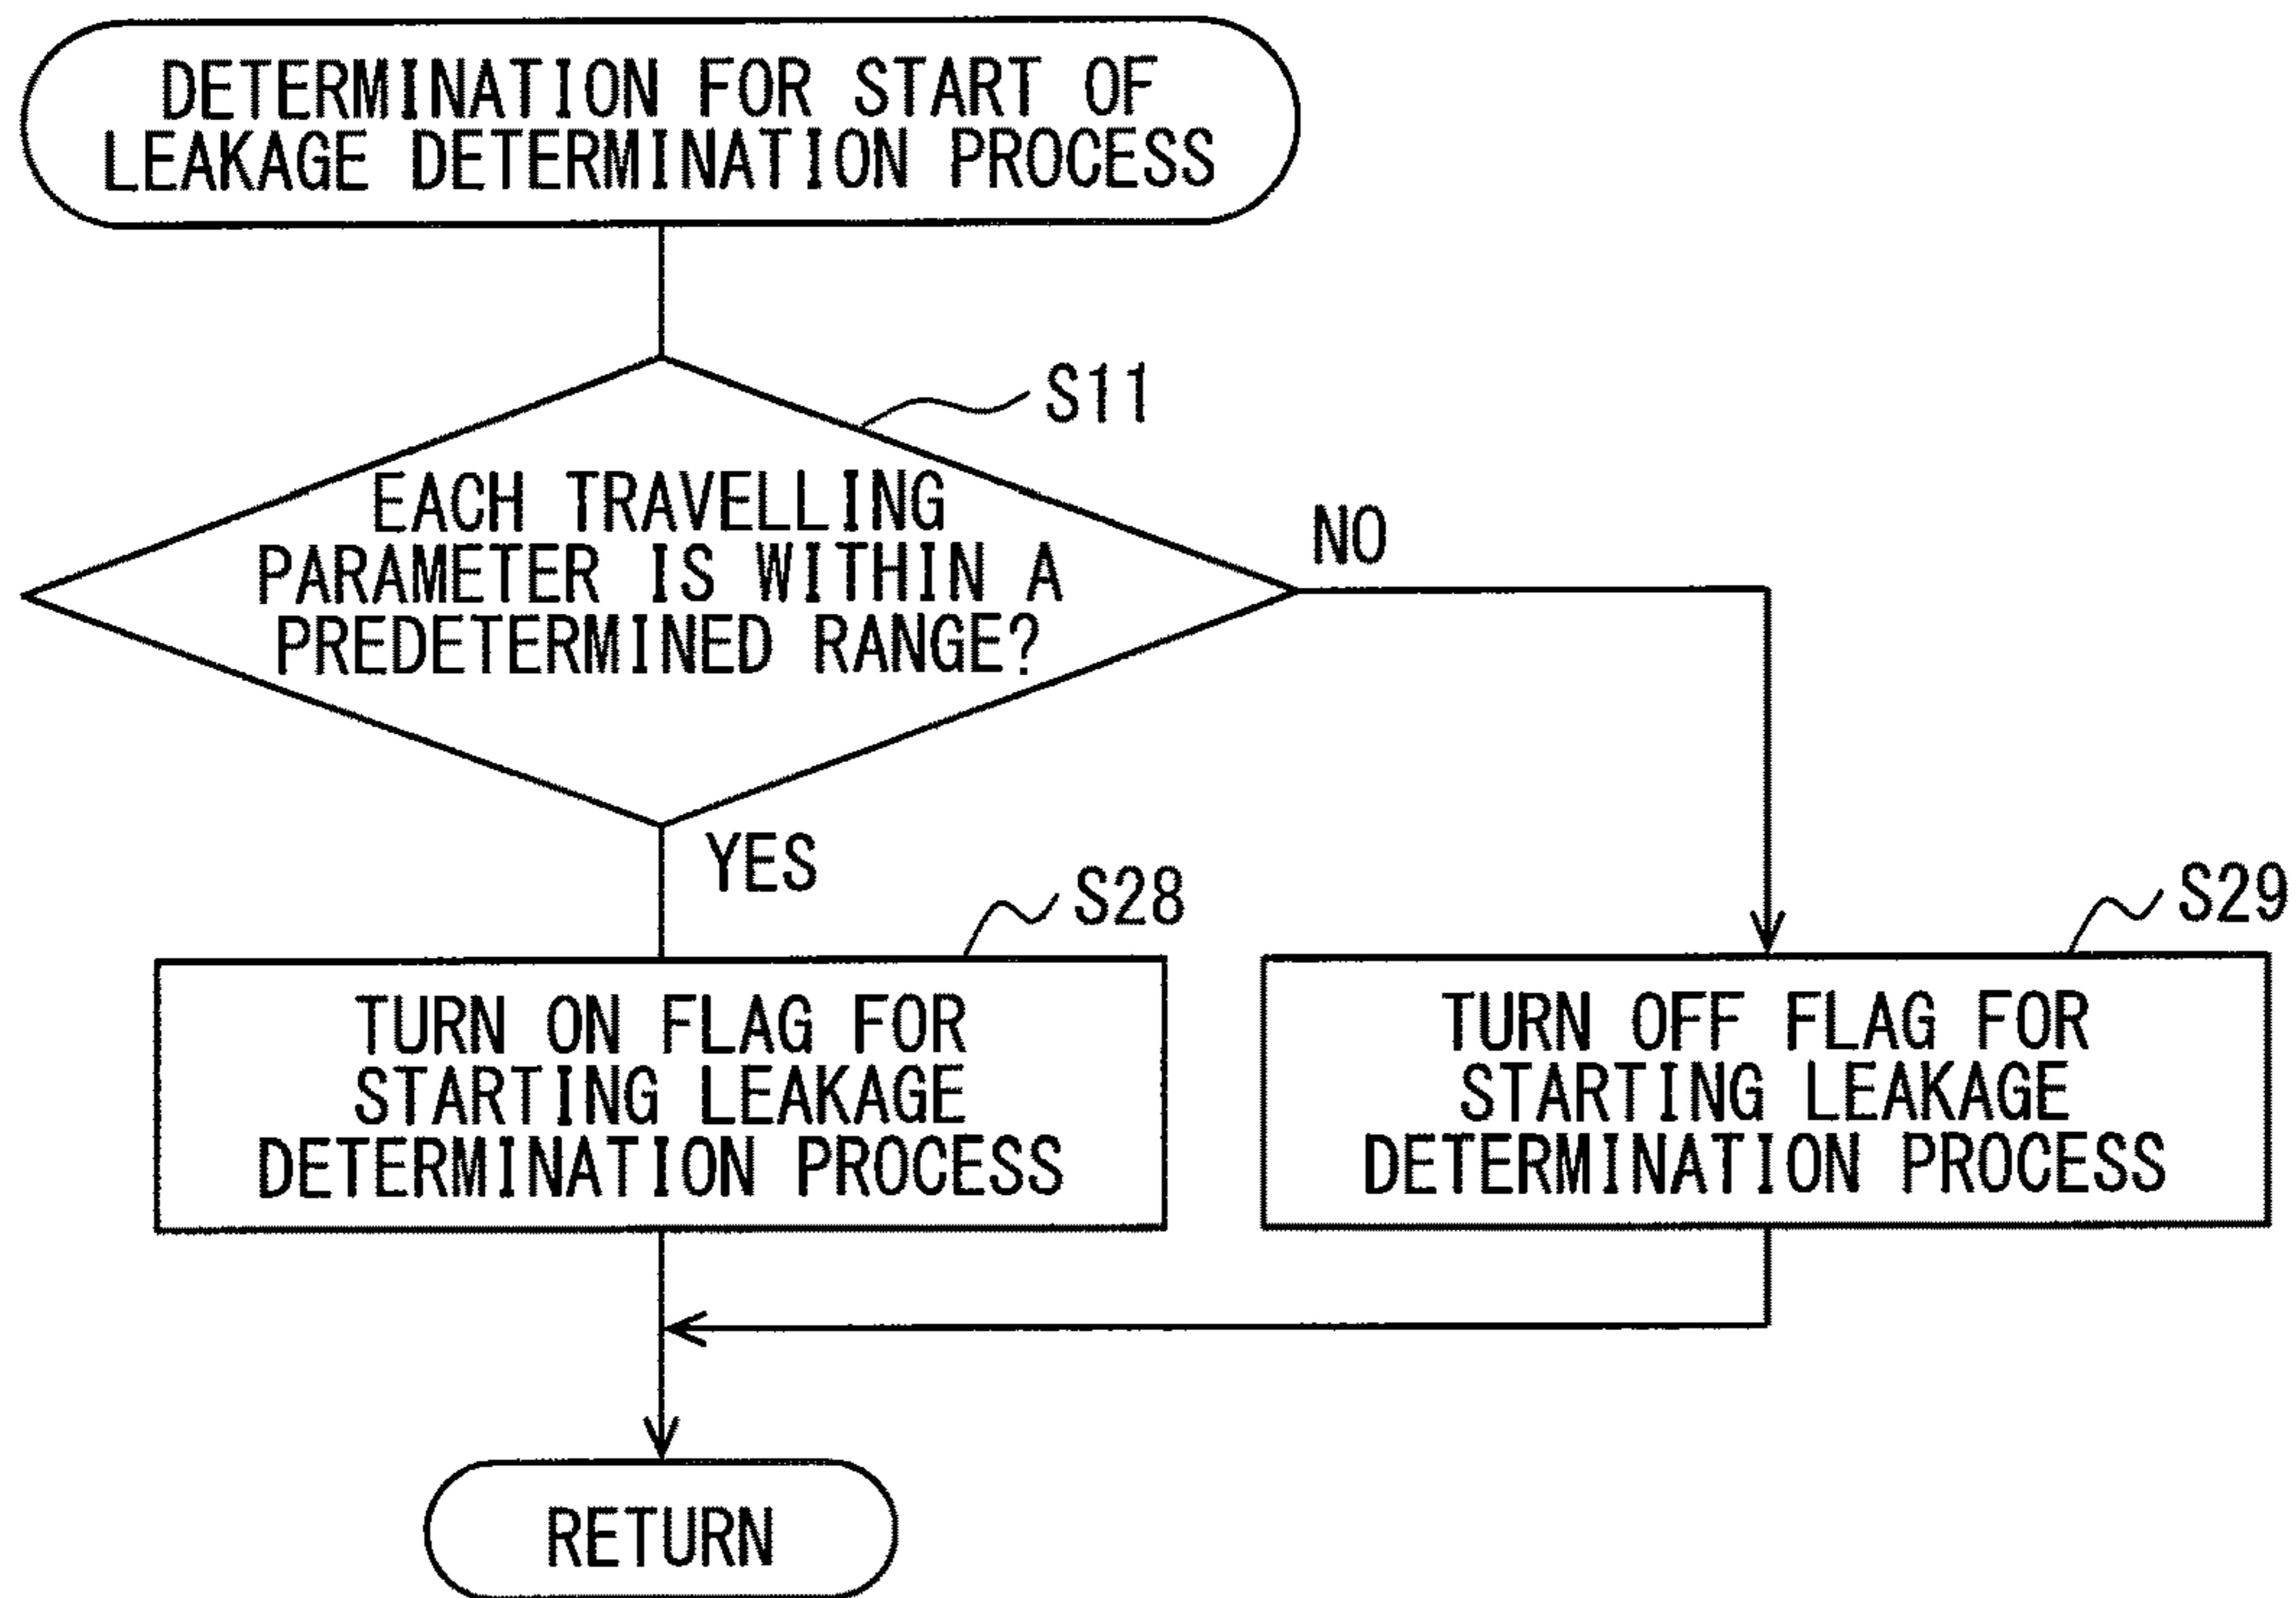 DETERMINATION FOR START OF
LEAKAGE DETERMINATION PROCESS
S11
EACH TRAVELLING
PARAMETER IS WITHIN A
PREDETERMINED RANGE?
NO
YES
S28
TURN ON FLAG FOR
STARTING LEAKAGE
DETERMINATION PROCESS
S29
TURN OFF FLAG FOR
STARTING LEAKAGE
DETERMINATION PROCESS
RETURN